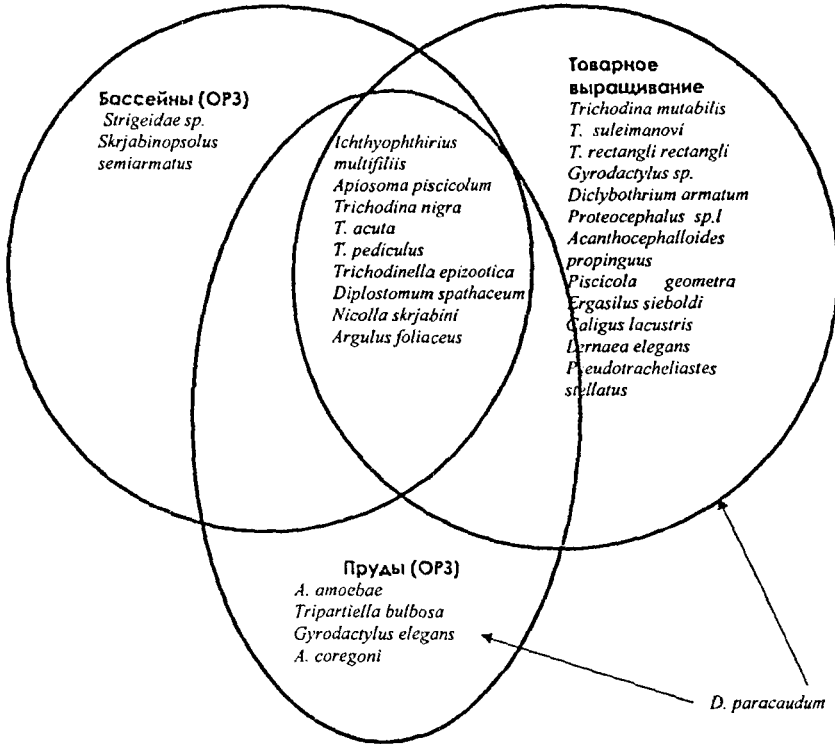 Бассейны (ОРЗ)
Strigeidae sp.
Skrjabinopsolus
semiarmatus
Ichthyophthirius
multifiliis
Apiosoma piscicolum
Trichodina nigra
T. acuta
T. pediculus
Trichodinella epizootica
Diplostomum spathaceum
Nicolla skrjabini
Argulus foliaceus
Товарное
выращивание
Trichodina mutabilis
T. suleimanovi
T. rectangli rectangli
Gyrodactylus sp.
Diclybothrium armatum
Proteocephalus sp.l
Acanthocephalloides
propinguus
Piscicola geometra
Ergasilus sieboldi
Caligus lacustris
Lernaea elegans
Pseudotracheliastes
stellatus
Пруды (ОРЗ)
A. amoebae
Tripartiella bulbosa
Gyrodactylus elegans
A. coregoni
D. paracaudum